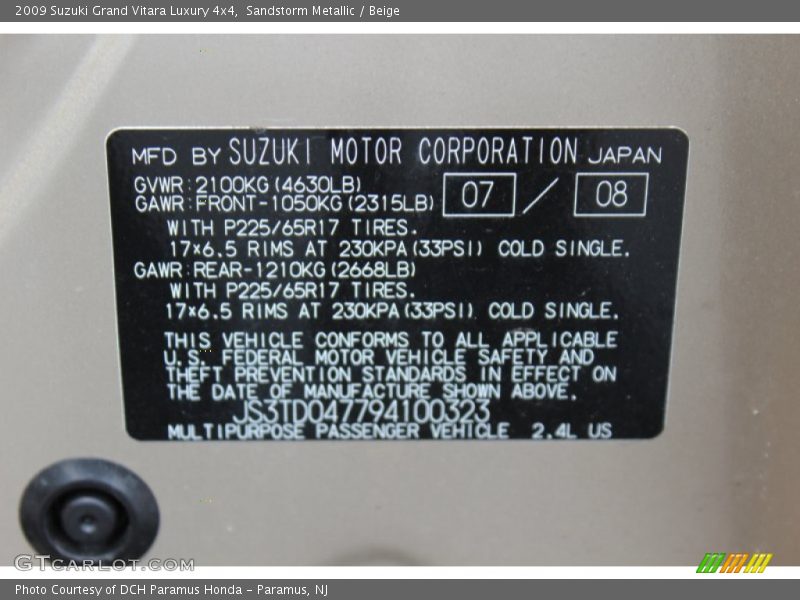 2009 Suzuki Grand Vitara Luxury 4x4, Sandstorm Metallic / Beige
MFD BY SUZUKI MOTOR CORPORATION JAPAN
GVWR:2100KG(4630LB)
GAWR:FRONT-1050KG(2315LB) 07 / 08
WITH P225/65R17 TIRES.
17×6.5 RIMS AT 230KPA(33PSI) COLD SINGLE.
GAWR:REAR-1210KG(2668LB)
WITH P225/65R17 TIRES.
17×6.5 RIMS AT 230KPA(33PSI) COLD SINGLE.
THIS VEHICLE CONFORMS TO ALL APPLICABLE
U.S. FEDERAL MOTOR VEHICLE SAFETY AND
THEFT PREVENTION STANDARDS IN EFFECT ON
THE DATE OF MANUFACTURE SHOWN ABOVE.
JS3TD047794100323
MULTIPURPOSE PASSENGER VEHICLE 2.4L US
GTCarLot.com
Photo Courtesy of DCH Paramus Honda - Paramus, NJ